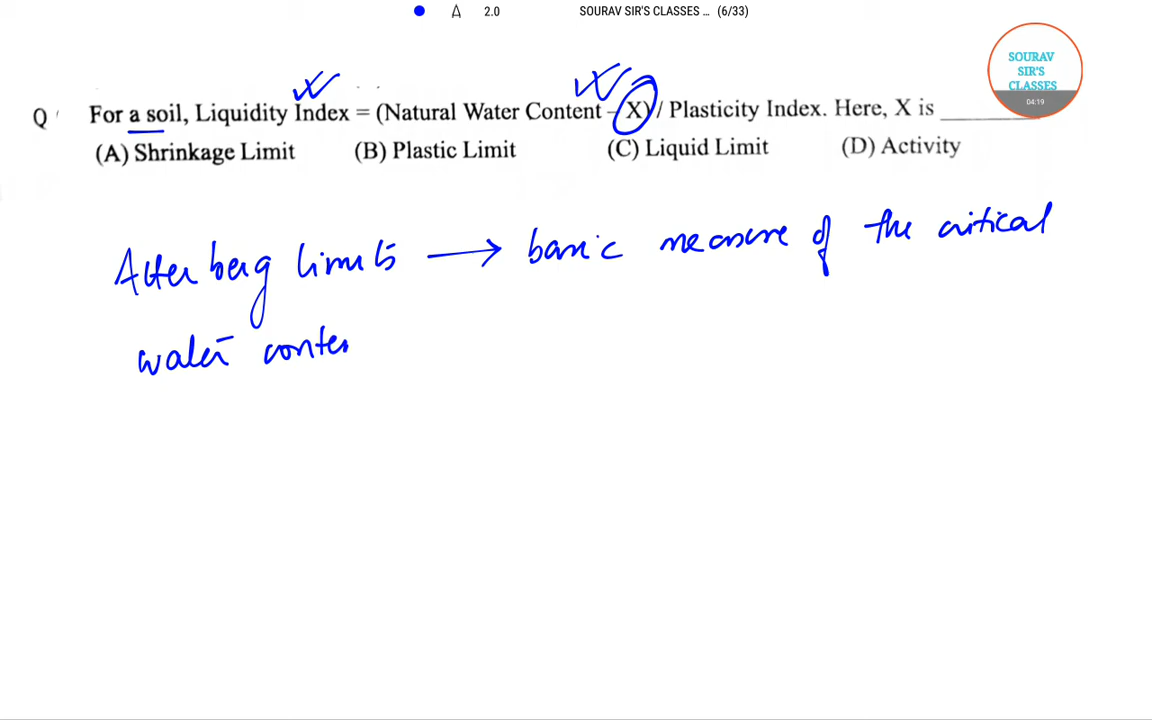 2.0 SOURAV SIR'S CLASSES ... (6/33)
SOURAV
SIR'S
CLASSES
04:19
Q For a soil, Liquidity Index = (Natural Water Content - X) / Plasticity Index. Here, X is ________
(A) Shrinkage Limit (B) Plastic Limit (C) Liquid Limit (D) Activity
Atterberg limits → basic measure of the critical
water conte